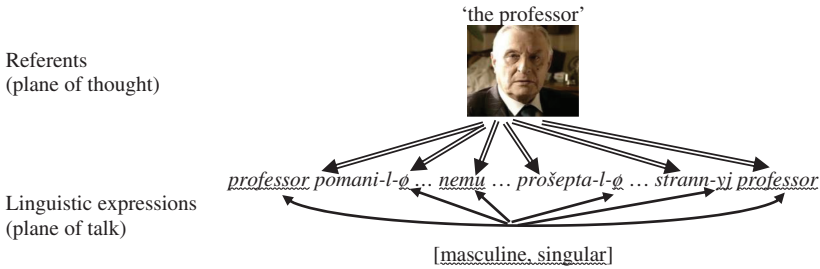 ‘the professor’
Referents
(plane of thought)
professor pomani-l-ø … nemu … prošepta-l-ø … strann-yj professor
Linguistic expressions
(plane of talk)
[masculine, singular]